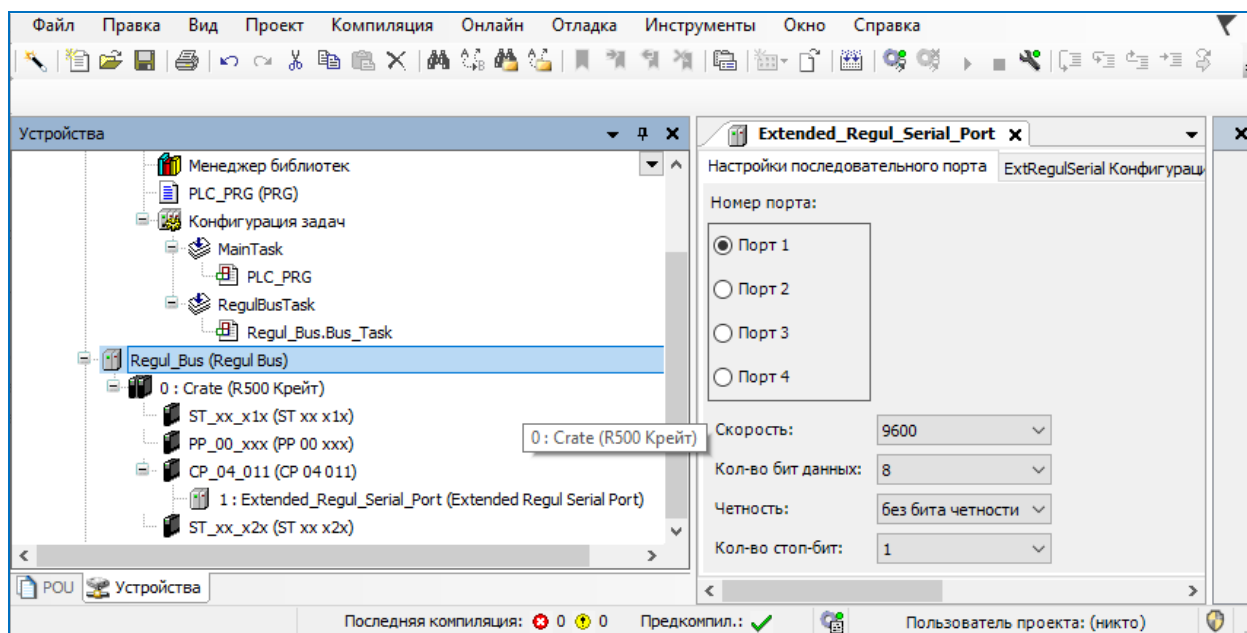 Файл Правка Вид Проект Компиляция Онлайн Отладка Инструменты Окно Справка
Устройства
Менеджер библиотек
PLC_PRG (PRG)
Конфигурация задач
MainTask
PLC_PRG
RegulBusTask
Regul_Bus.Bus_Task
Regul_Bus (Regul Bus)
0 : Crate (R500 Крейт)
ST_xx_x1x (ST xx x1x)
PP_00_xxx (PP 00 xxx)
0 : Crate (R500 Крейт)
CP_04_011 (CP 04 011)
1 : Extended_Regul_Serial_Port (Extended Regul Serial Port)
ST_xx_x2x (ST xx x2x)
POU Устройства
Extended_Regul_Serial_Port
Настройки последовательного порта ExtRegulSerial Конфигураци
Номер порта:
Порт 1
Порт 2
Порт 3
Порт 4
Скорость: 9600
Кол-во бит данных: 8
Четность: без бита четности
Кол-во стоп-бит: 1
Последняя компиляция: 0 0 Предкомпил.: Пользователь проекта: (никто)